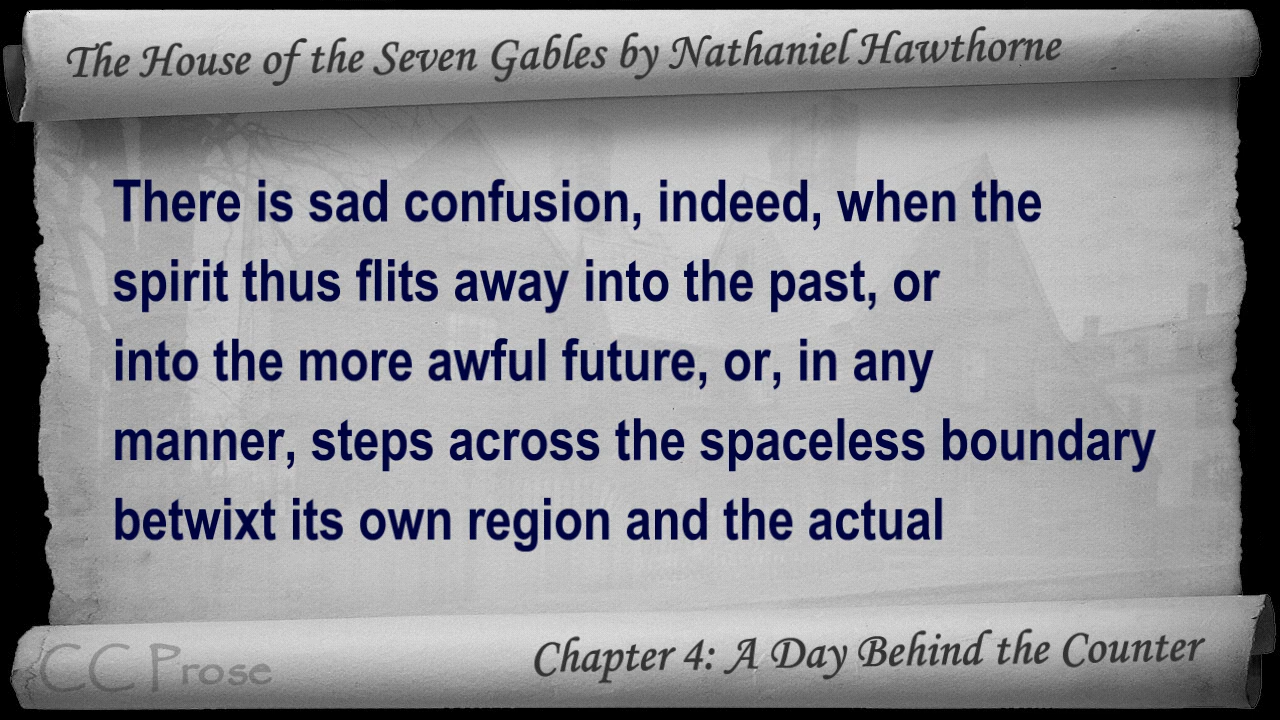 The House of the Seven Gables by Nathaniel Hawthorne
There is sad confusion, indeed, when the
spirit thus flits away into the past, or
into the more awful future, or, in any
manner, steps across the spaceless boundary
betwixt its own region and the actual
CC Prose
Chapter 4: A Day Behind the Counter